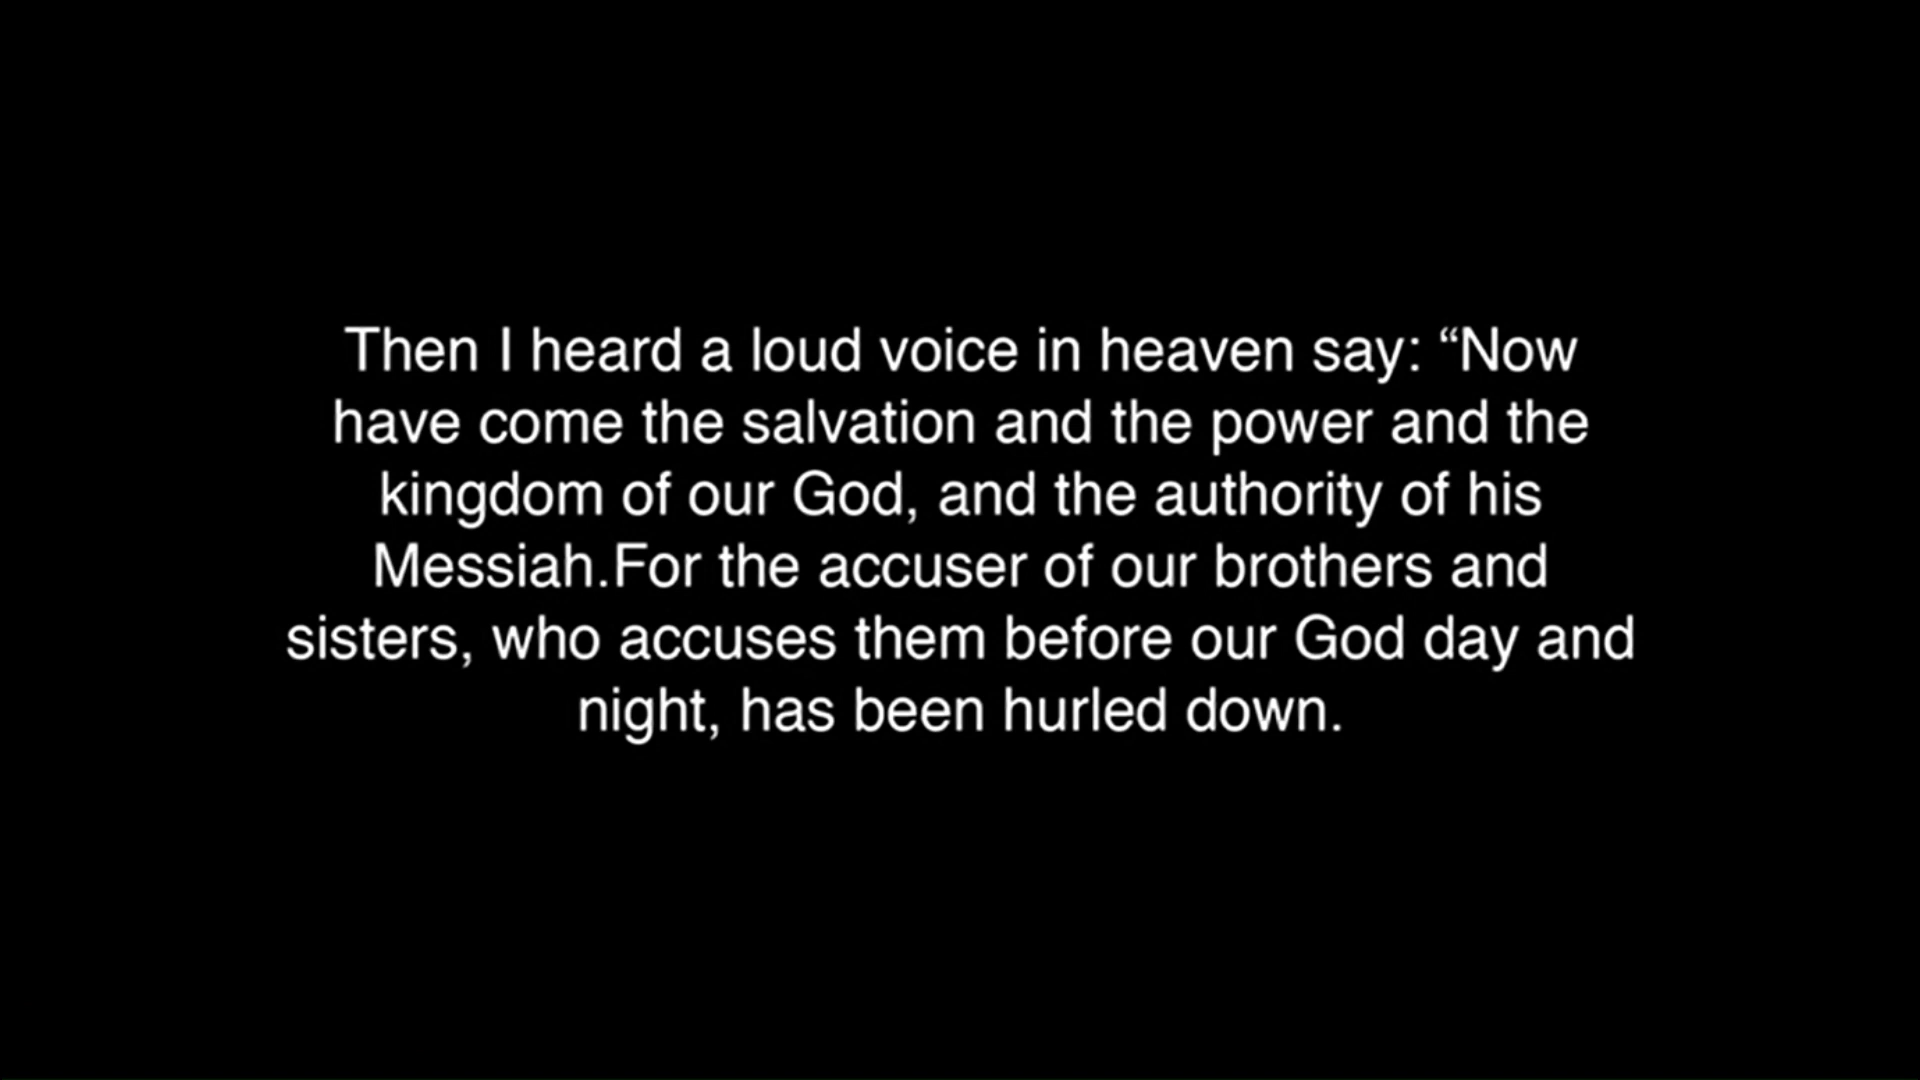 Then I heard a loud voice in heaven say: “Now
have come the salvation and the power and the
kingdom of our God, and the authority of his
Messiah.For the accuser of our brothers and
sisters, who accuses them before our God day and
night, has been hurled down.